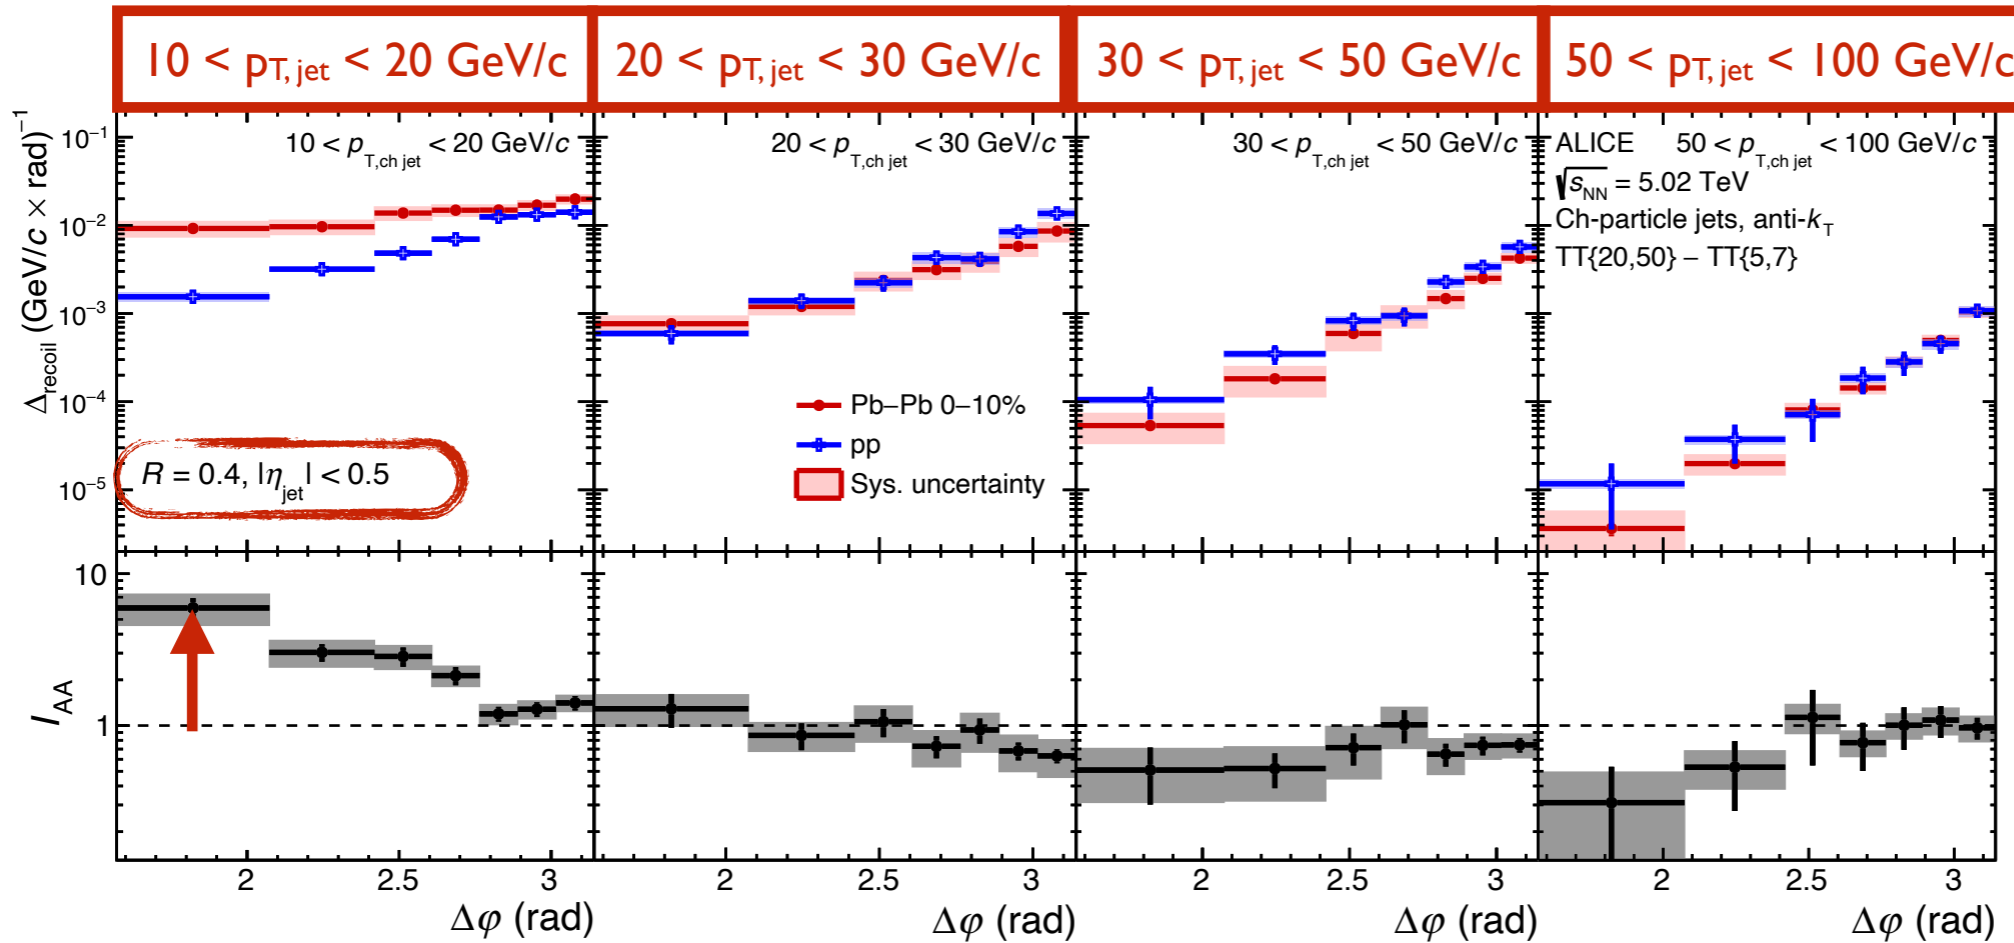 10 < pT, jet < 20 GeV/c
20 < pT, jet < 30 GeV/c
30 < pT, jet < 50 GeV/c
50 < pT, jet < 100 GeV/c
Δrecoil (GeV/c × rad)⁻¹
10⁻¹
10⁻²
10⁻³
10⁻⁴
10⁻⁵
10 < pT,ch jet < 20 GeV/c
R = 0.4, |ηjet| < 0.5
20 < pT,ch jet < 30 GeV/c
Pb–Pb 0–10%
pp
Sys. uncertainty
30 < pT,ch jet < 50 GeV/c
ALICE
50 < pT,ch jet < 100 GeV/c
√sNN = 5.02 TeV
Ch-particle jets, anti-kT
TT{20,50} – TT{5,7}
IAA
10
1
2 2.5 3
2 2.5 3
2 2.5 3
2 2.5 3
Δφ (rad)
Δφ (rad)
Δφ (rad)
Δφ (rad)